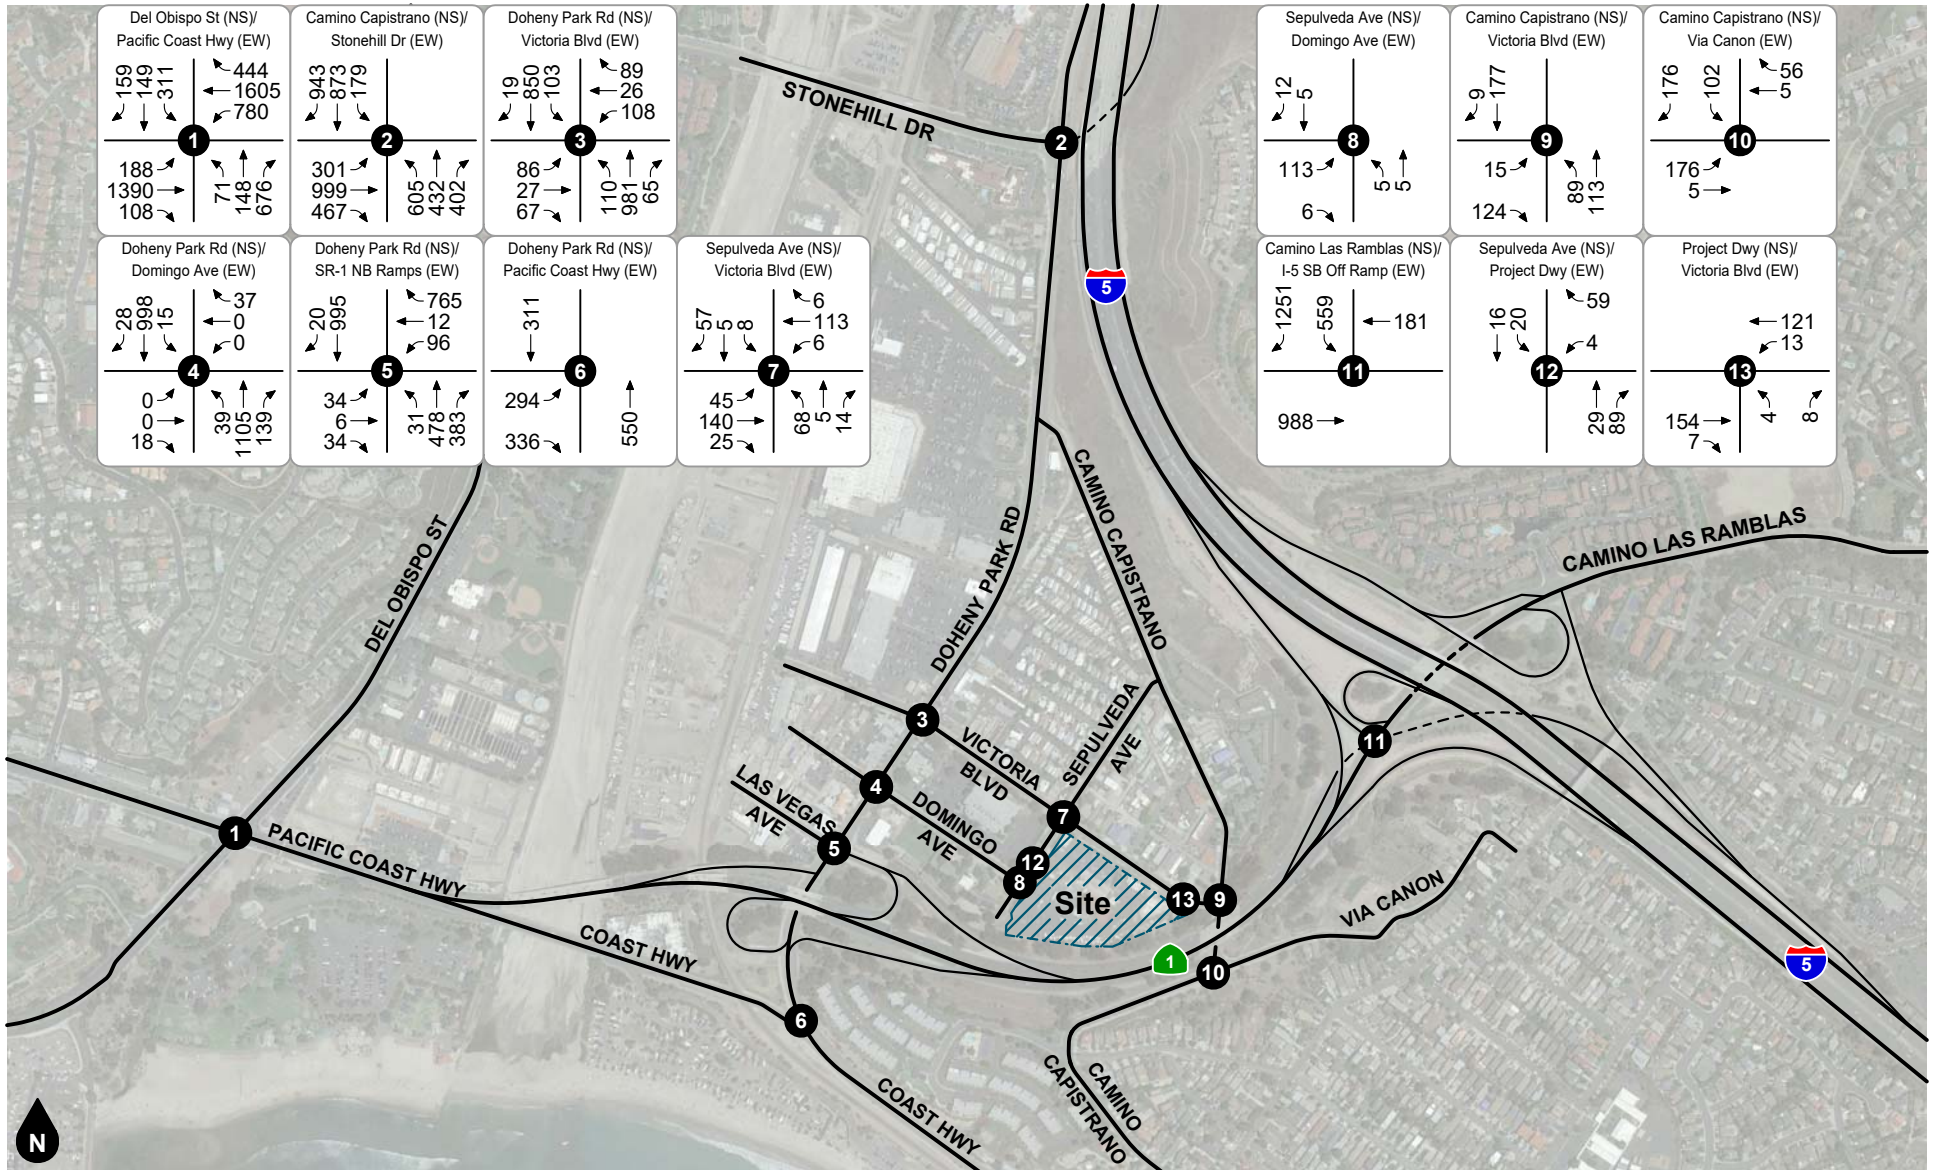 Del Obispo St (NS)/
Pacific Coast Hwy (EW)
159 149 311
444
1605
780
1
188
1390
108
71 148 676
Camino Capistrano (NS)/
Stonehill Dr (EW)
943 873 179
2
301
999
467
605 432 402
Doheny Park Rd (NS)/
Victoria Blvd (EW)
19 850 103
89
26
108
3
86
27
67
110 981 65
Doheny Park Rd (NS)/
Domingo Ave (EW)
28 998 15
37
0
0
4
0
0
18
39 1105 139
Doheny Park Rd (NS)/
SR-1 NB Ramps (EW)
20 995
765
12
96
5
34
6
34
31 478 383
Doheny Park Rd (NS)/
Pacific Coast Hwy (EW)
311
6
294
336
550
Sepulveda Ave (NS)/
Victoria Blvd (EW)
57 5 8
6
113
6
7
45
140
25
68 5 14
Sepulveda Ave (NS)/
Domingo Ave (EW)
12 5
8
113
6
5 5
Camino Capistrano (NS)/
Victoria Blvd (EW)
9 177
9
15
124
89 113
Camino Capistrano (NS)/
Via Canon (EW)
176 102
56
5
10
176
5
Camino Las Ramblas (NS)/
I-5 SB Off Ramp (EW)
1251 559
181
11
988
Sepulveda Ave (NS)/
Project Dwy (EW)
16 20
59
4
12
29 89
Project Dwy (NS)/
Victoria Blvd (EW)
121
13
13
154
7
4 8
STONEHILL DR
2
5
DEL OBISPO ST
DOHENY PARK RD
CAMINO CAPISTRANO
CAMINO LAS RAMBLAS
3
VICTORIA
BLVD
SEPULVEDA
AVE
11
4
LAS VEGAS
AVE
DOMINGO
AVE
7
1
PACIFIC COAST HWY
5
12
8
Site
13
9
VIA CANON
COAST HWY
1
10
5
6
COAST HWY
CAMINO
CAPISTRANO
N